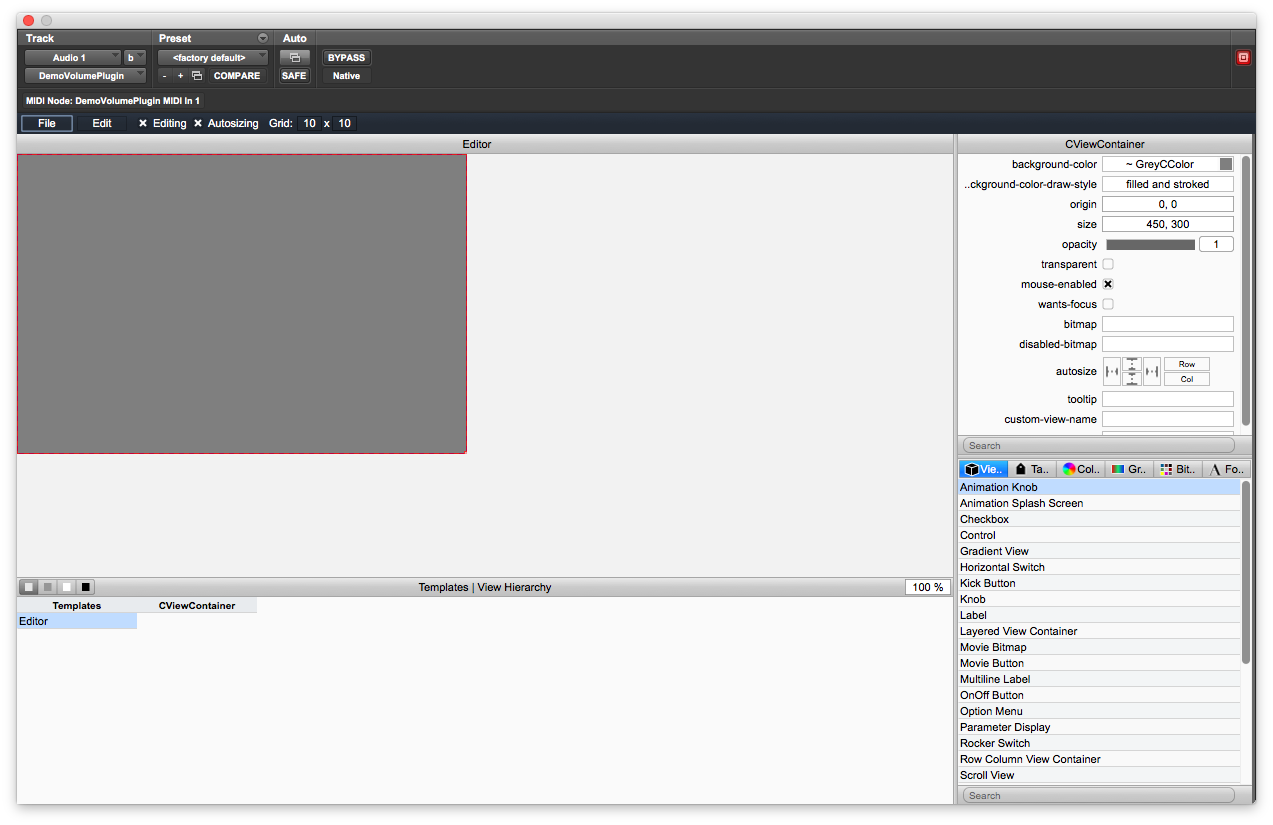 Track Preset Auto
Audio 1 b <factory default> BYPASS
DemoVolumePlugin - + COMPARE SAFE Native
MIDI Node: DemoVolumePlugin MIDI In 1
File Edit Editing Autosizing Grid: 10 x 10
Editor
CViewContainer
background-color ~ GreyCColor
..ckground-color-draw-style filled and stroked
origin 0, 0
size 450, 300
opacity 1
transparent
mouse-enabled
wants-focus
bitmap
disabled-bitmap
autosize Row
Col
tooltip
custom-view-name
Search
Vie.. Ta.. Col.. Gr.. Bit.. Fo..
Animation Knob
Animation Splash Screen
Checkbox
Control
Gradient View
Horizontal Switch
Kick Button
Knob
Label
Layered View Container
Movie Bitmap
Movie Button
Multiline Label
OnOff Button
Option Menu
Parameter Display
Rocker Switch
Row Column View Container
Scroll View
Search
Templates | View Hierarchy 100 %
Templates CViewContainer
Editor